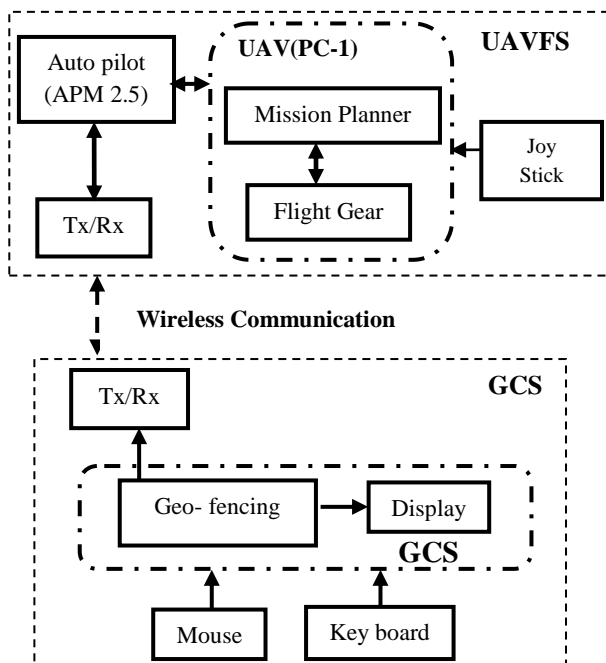 UAVFS
Auto pilot
(APM 2.5)
UAV(PC-1)
Mission Planner
Flight Gear
Joy
Stick
Tx/Rx
Wireless Communication
GCS
Tx/Rx
Geo- fencing
Display
GCS
Mouse
Key board